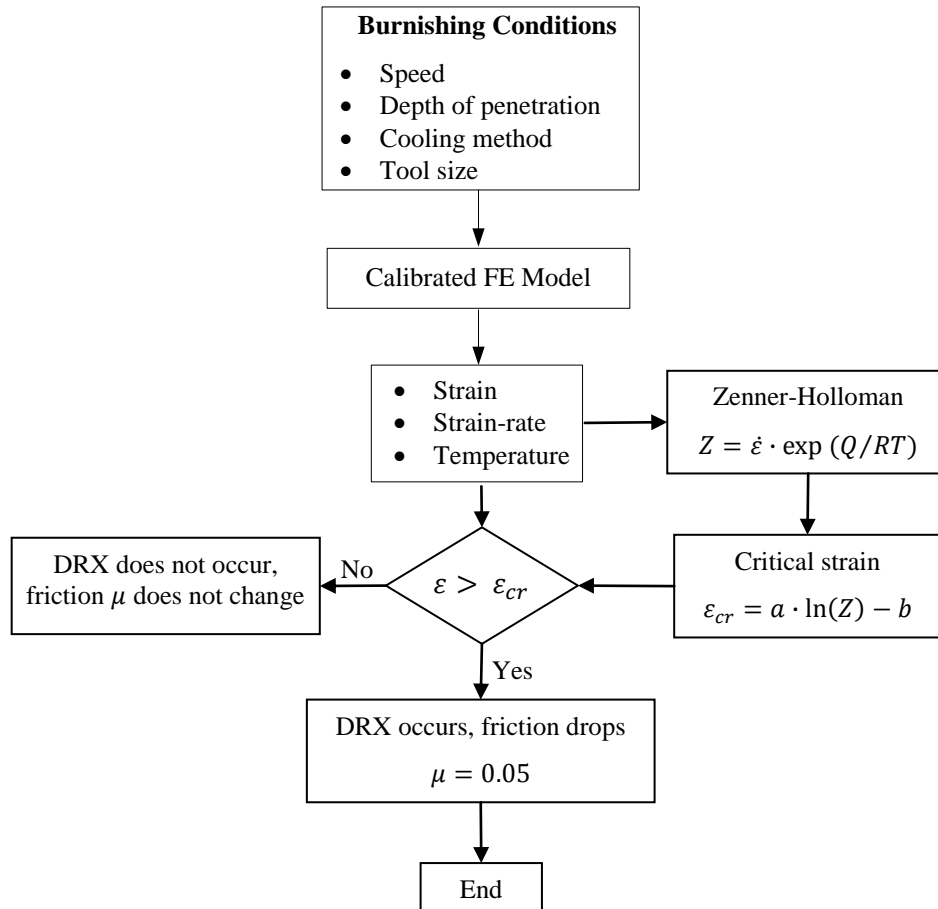 Burnishing Conditions
• Speed
• Depth of penetration
• Cooling method
• Tool size
Calibrated FE Model
• Strain
• Strain-rate
• Temperature
Zenner-Holloman
𝑍 = 𝜀̇ ∙ exp (𝑄/𝑅𝑇)
Critical strain
𝜀𝑐𝑟 = 𝑎 ∙ ln(𝑍) − 𝑏
𝜀 > 𝜀𝑐𝑟
No
DRX does not occur,
friction 𝜇 does not change
Yes
DRX occurs, friction drops
𝜇 = 0.05
End